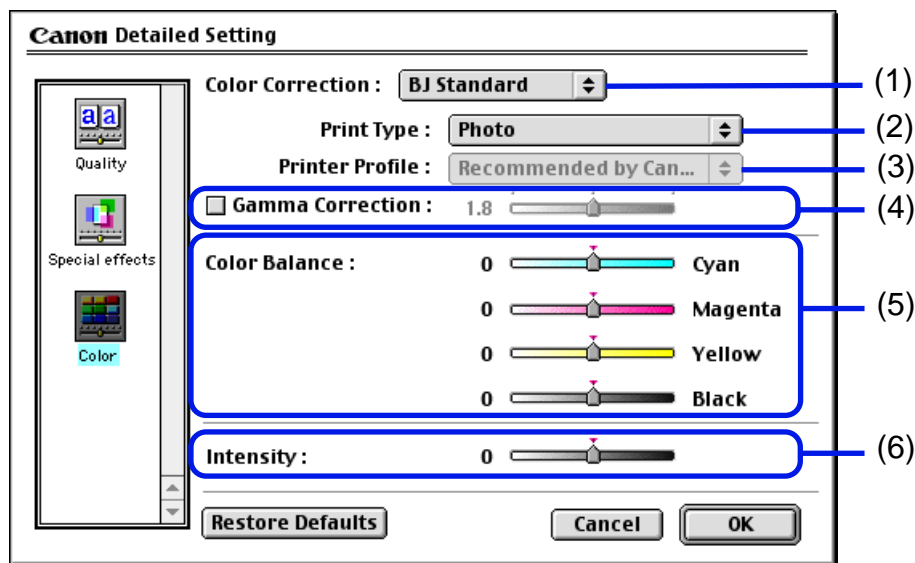 Canon Detailed Setting
Color Correction : BJ Standard (1)
Print Type : Photo (2)
Printer Profile : Recommended by Can... (3)
Gamma Correction : 1.8 (4)
aa
Quality
Special effects
Color
Color Balance : 0 Cyan
0 Magenta (5)
0 Yellow
0 Black
Intensity : 0 (6)
Restore Defaults Cancel OK